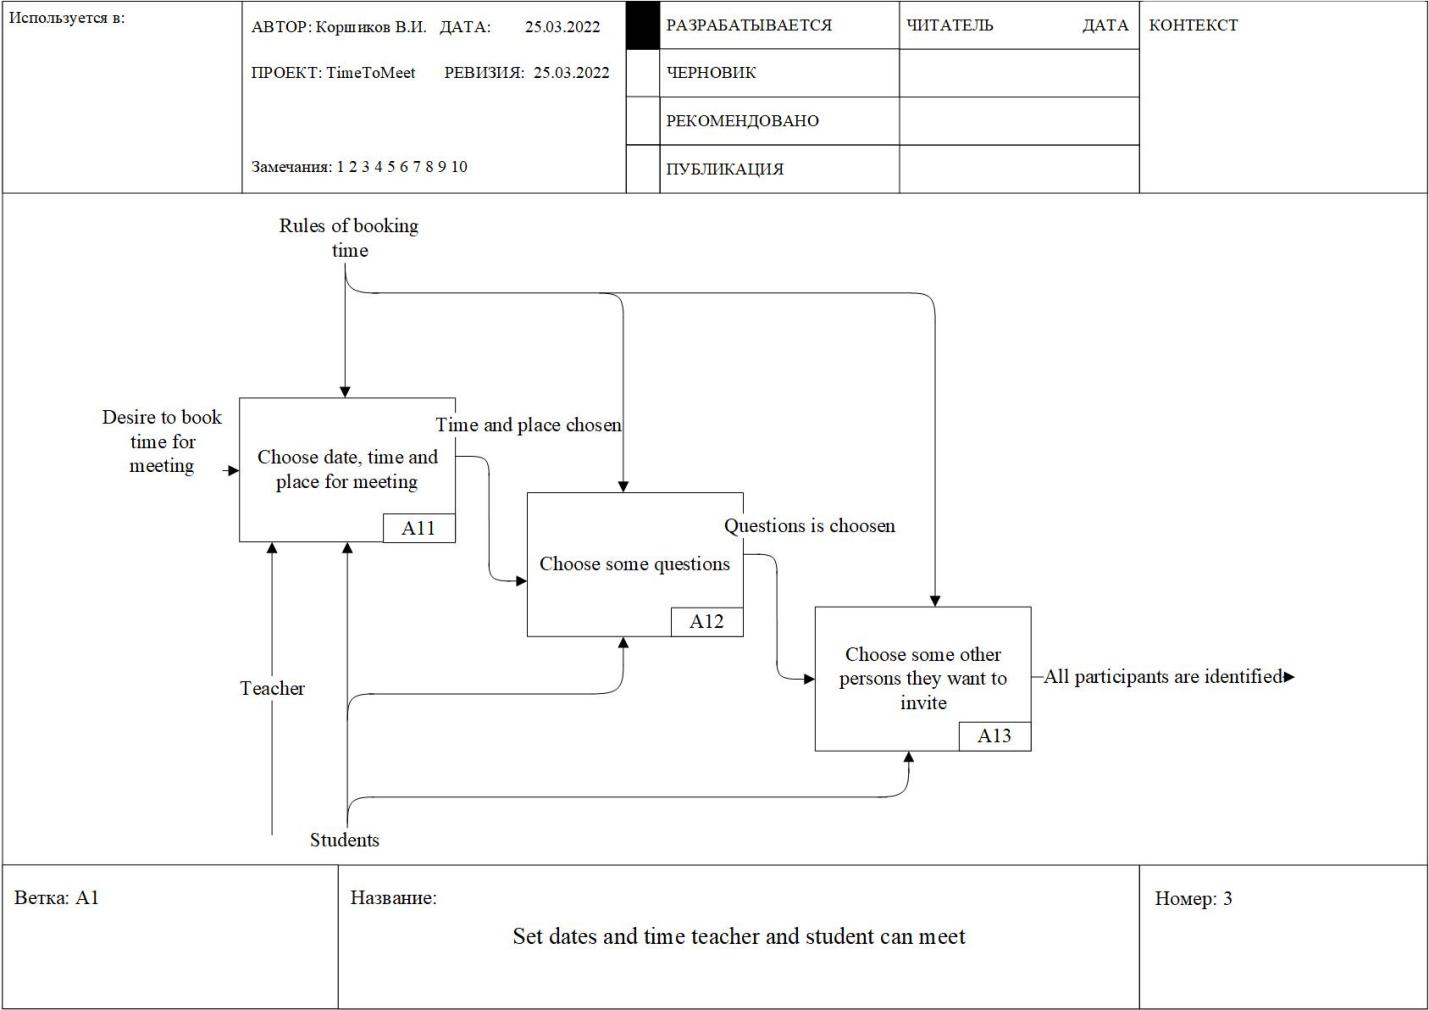 Используется в:
АВТОР: Коршиков В.И. ДАТА: 25.03.2022
ПРОЕКТ: TimeToMeet РЕВИЗИЯ: 25.03.2022
Замечания: 1 2 3 4 5 6 7 8 9 10
РАЗРАБАТЫВАЕТСЯ
ЧЕРНОВИК
РЕКОМЕНДОВАНО
ПУБЛИКАЦИЯ
ЧИТАТЕЛЬ ДАТА
КОНТЕКСТ
Rules of booking
time
Desire to book
time for
meeting
Choose date, time and
place for meeting
A11
Time and place chosen
Choose some questions
A12
Questions is choosen
Choose some other
persons they want to
invite
A13
All participants are identified
Teacher
Students
Ветка: A1
Название:
Set dates and time teacher and student can meet
Номер: 3